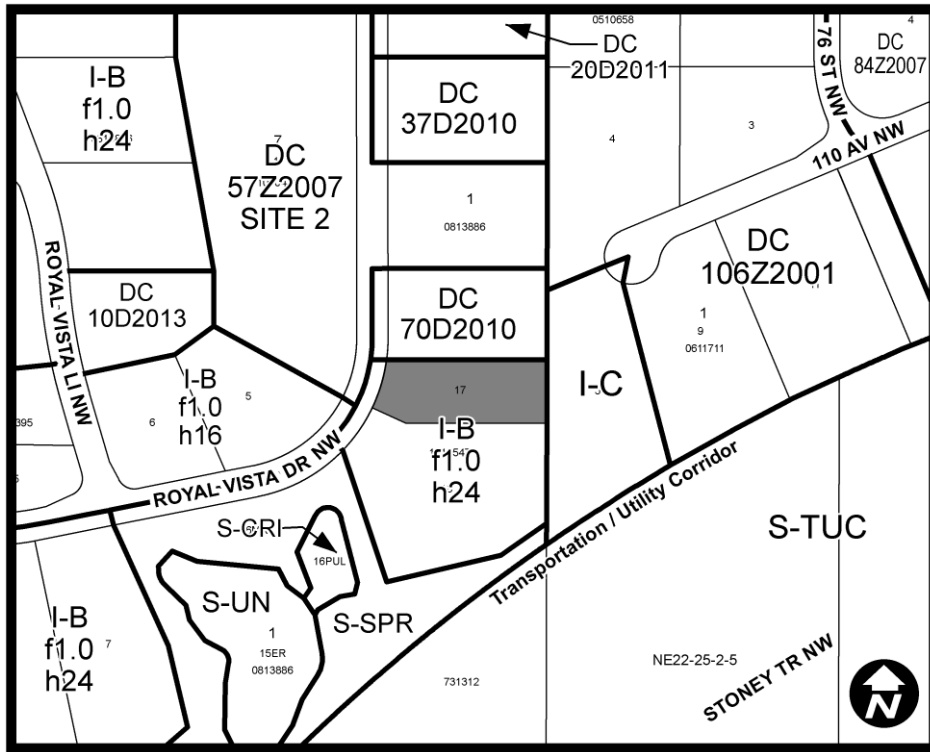 0510658
4
DC
20D2011
76 ST NW
DC
84Z2007
I-B
f1.0
h24
DC
37D2010
7
DC
57Z2007
SITE 2
4
3
110 AV NW
1
0813886
ROYAL VISTA LI NW
DC
10D2013
DC
70D2010
DC
106Z2001
1
9
0611711
I-B
f1.0
h16
5
6
17
I-C
I-B
f1.0
h24
395
ROYAL VISTA DR NW
Transportation / Utility Corridor
S-TUC
S-CRI
16PUL
S-UN
S-SPR
1
15ER
0813886
I-B
f1.0
h24
7
731312
NE22-25-2-5
STONEY TR NW
N